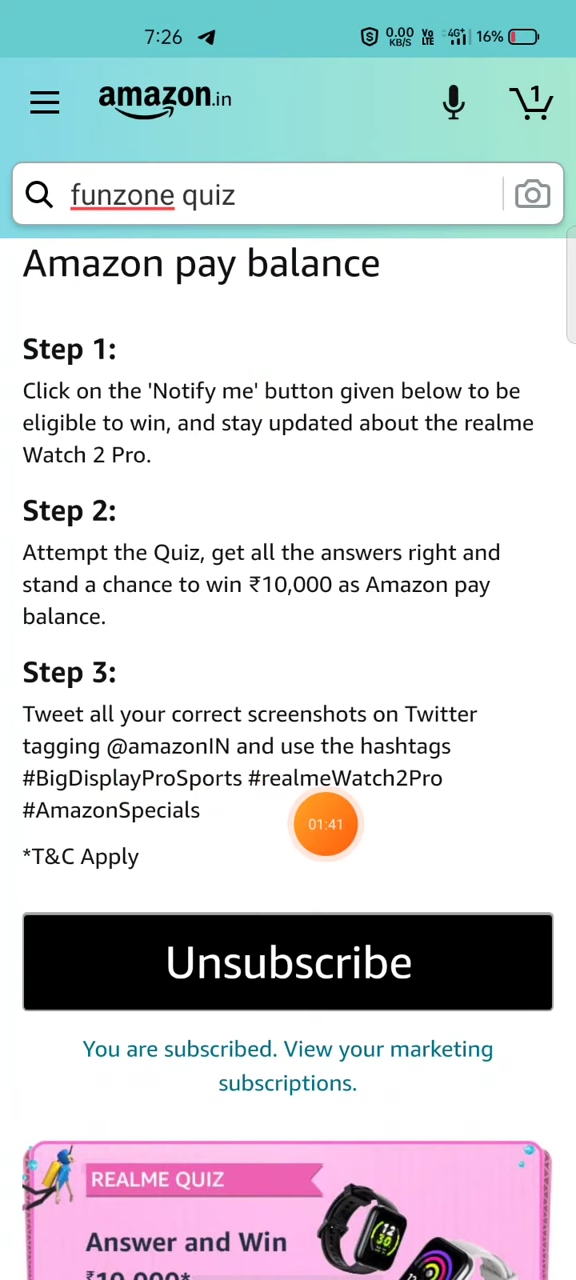 7:26 0.00 KB/S Vo LTE 4G+ 16%
amazon.in 1
funzone quiz
Amazon pay balance
Step 1:
Click on the 'Notify me' button given below to be
eligible to win, and stay updated about the realme
Watch 2 Pro.
Step 2:
Attempt the Quiz, get all the answers right and
stand a chance to win ₹10,000 as Amazon pay
balance.
Step 3:
Tweet all your correct screenshots on Twitter
tagging @amazonIN and use the hashtags
#BigDisplayProSports #realmeWatch2Pro
#AmazonSpecials
01:41
*T&C Apply
Unsubscribe
You are subscribed. View your marketing
subscriptions.
REALME QUIZ
Answer and Win
₹10,000*